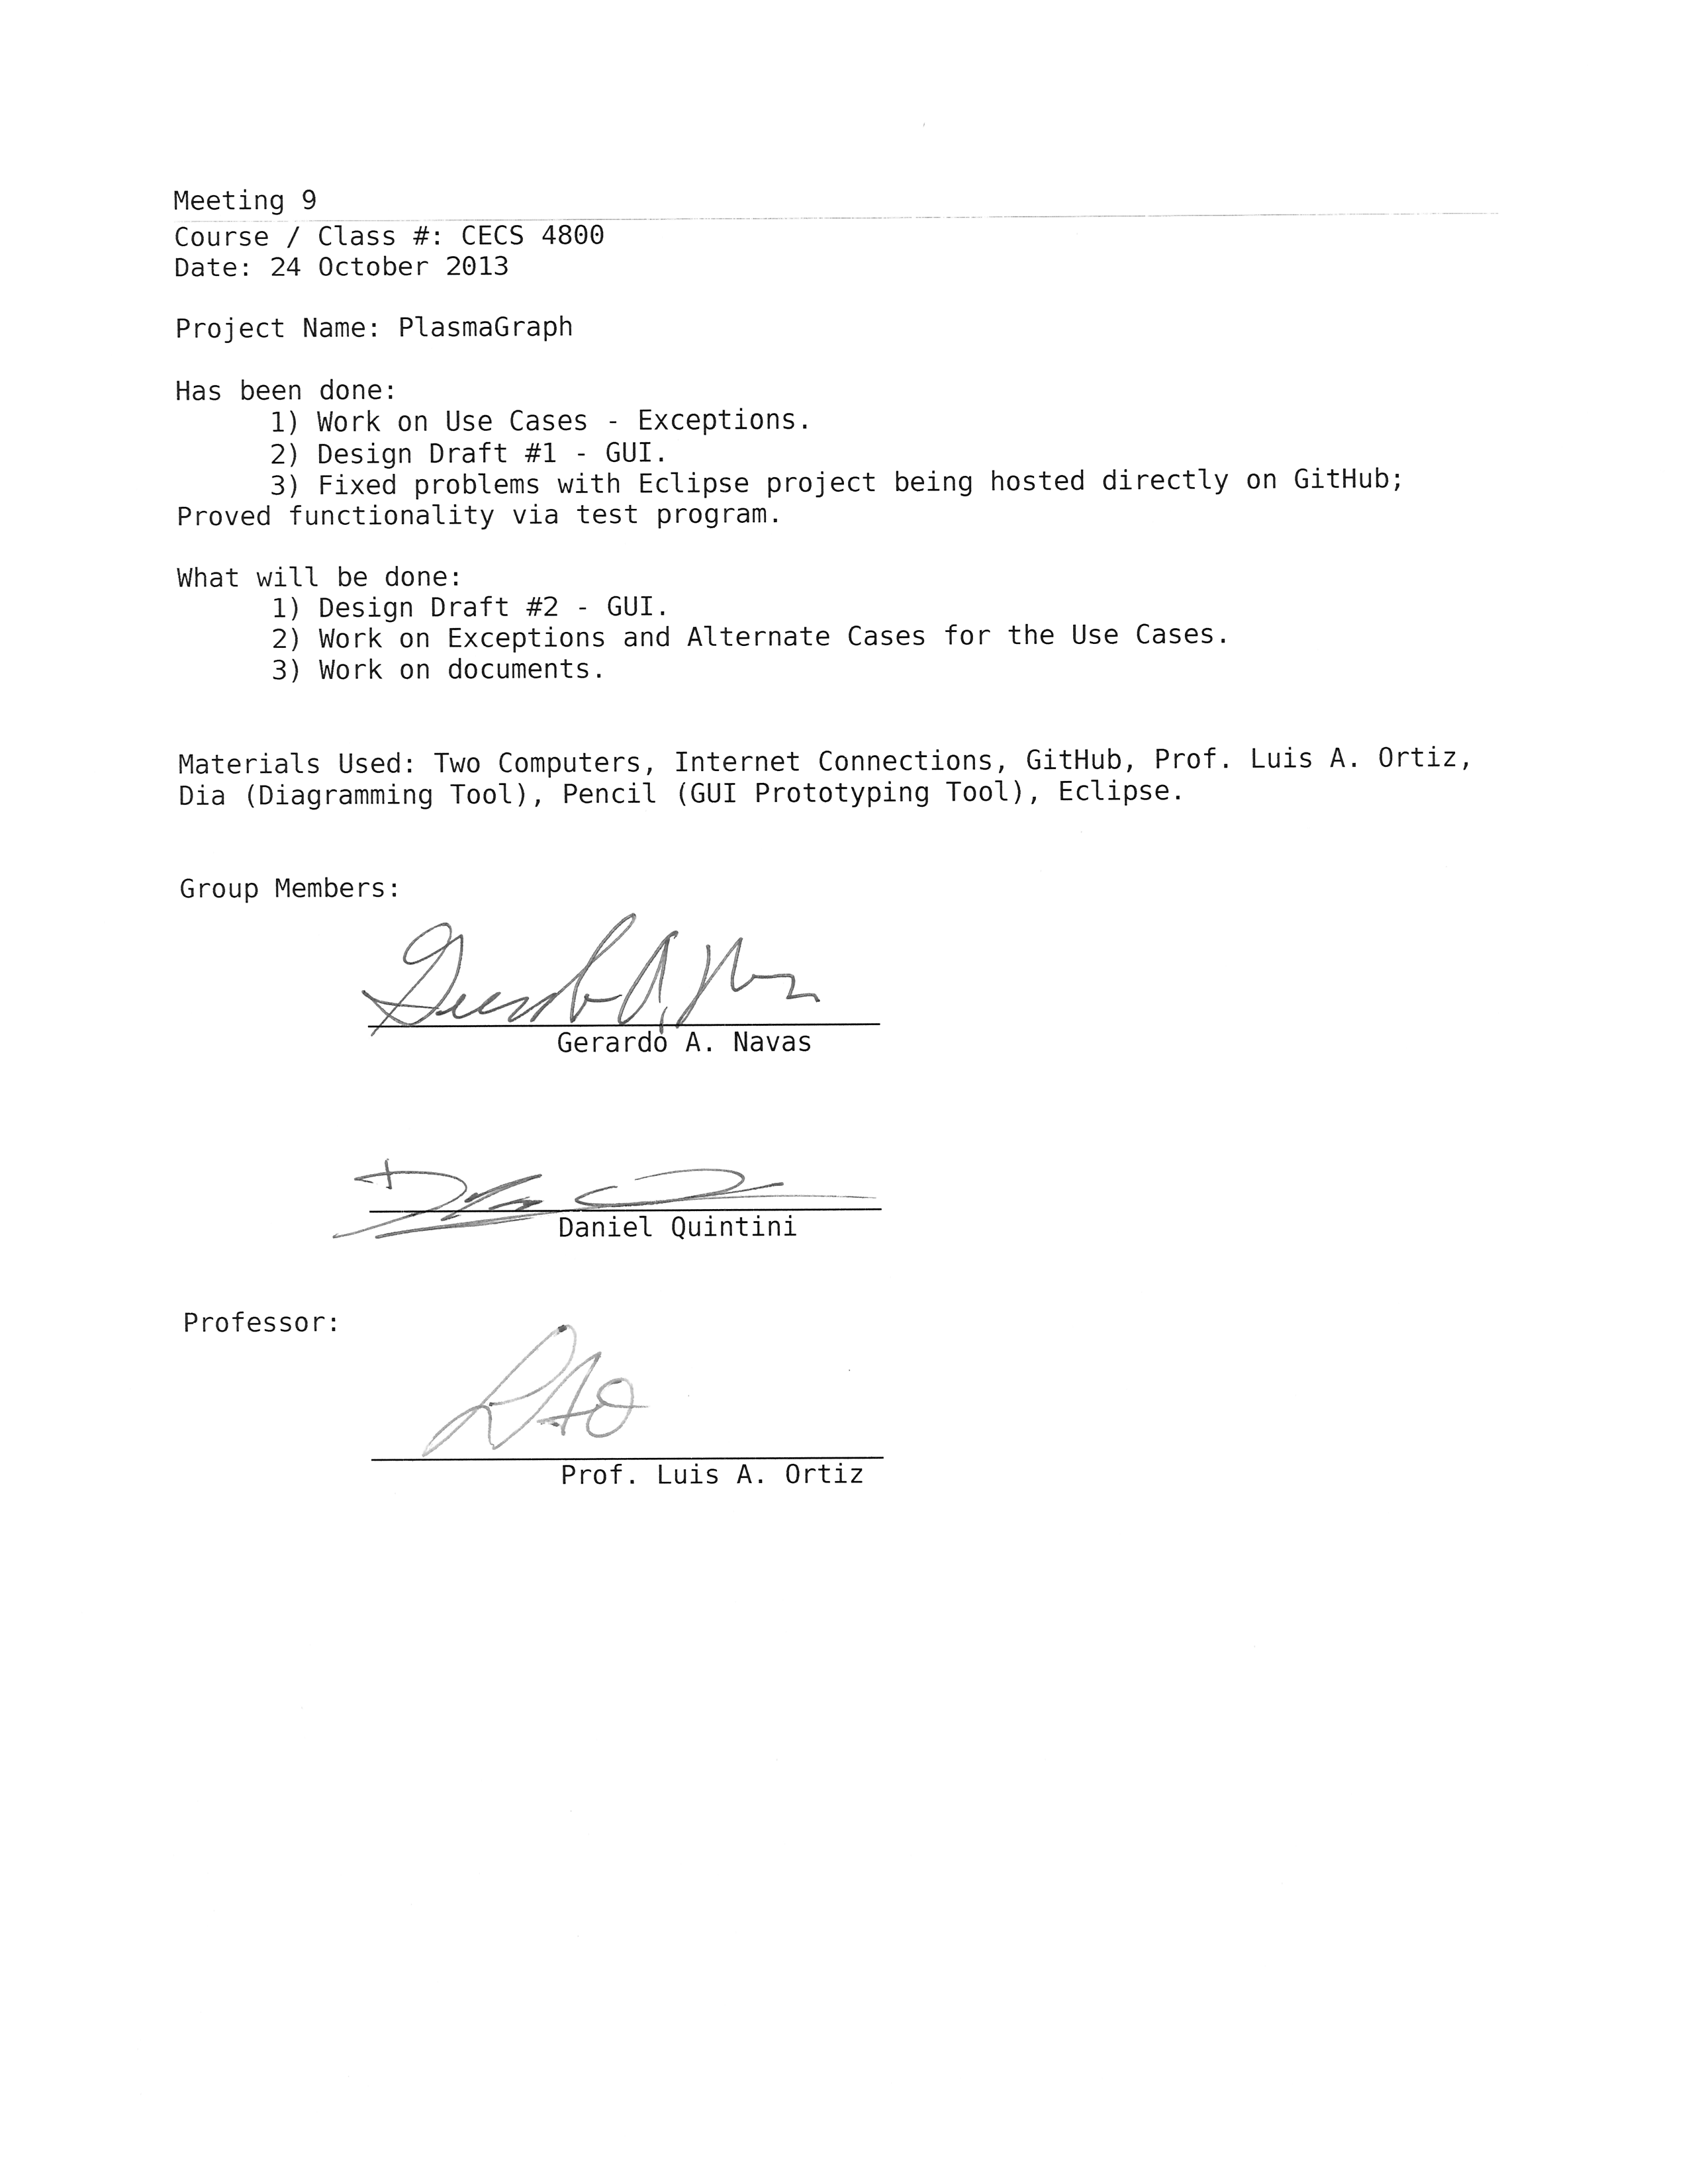 Meeting 9
Course / Class #: CECS 4800
Date: 24 October 2013
Project Name: PlasmaGraph
Has been done:
1) Work on Use Cases - Exceptions.
2) Design Draft #1 - GUI.
3) Fixed problems with Eclipse project being hosted directly on GitHub;
Proved functionality via test program.
What will be done:
1) Design Draft #2 - GUI.
2) Work on Exceptions and Alternate Cases for the Use Cases.
3) Work on documents.
Materials Used: Two Computers, Internet Connections, GitHub, Prof. Luis A. Ortiz,
Dia (Diagramming Tool), Pencil (GUI Prototyping Tool), Eclipse.
Group Members:
Gerardo A. Navas
Daniel Quintini
Professor:
Prof. Luis A. Ortiz